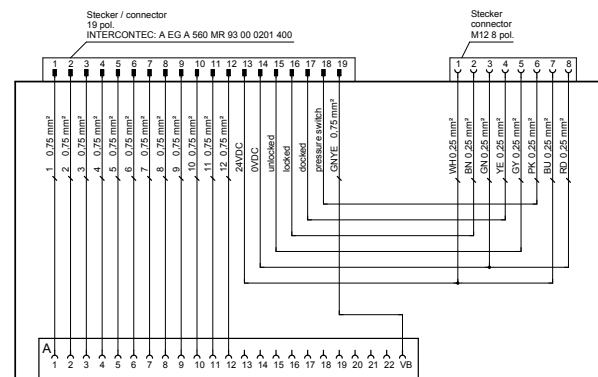 Stecker / connector
19 pol.
INTERCONTEC: A EG A 560 MR 93 00 0201 400
Stecker
connector
M12 8 pol.
1 2 3 4 5 6 7 8 9 10 11 12 13 14 15 16 17 18 19
1 2 3 4 5 6 7 8
1 0,75 mm²
2 0,75 mm²
3 0,75 mm²
4 0,75 mm²
5 0,75 mm²
6 0,75 mm²
7 0,75 mm²
8 0,75 mm²
9 0,75 mm²
10 0,75 mm²
11 0,75 mm²
12 0,75 mm²
24VDC
0VDC
unlocked
locked
docked
pressure switch
GNYE 0,75 mm²
WH 0,25 mm²
BN 0,25 mm²
GN 0,25 mm²
YE 0,25 mm²
GY 0,25 mm²
PK 0,25 mm²
BU 0,25 mm²
RD 0,25 mm²
A
1 2 3 4 5 6 7 8 9 10 11 12 13 14 15 16 17 18 19 20 21 22 VB